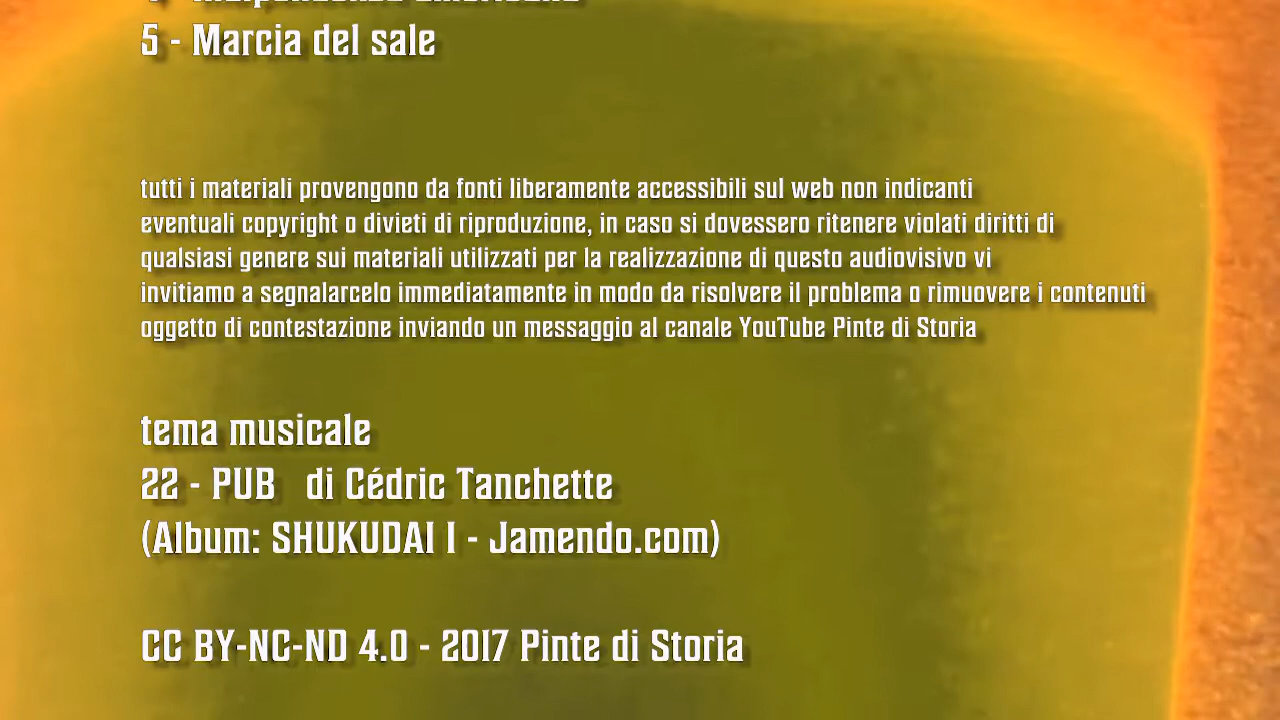 5 - Marcia del sale
tutti i materiali provengono da fonti liberamente accessibili sul web non indicanti
eventuali copyright o divieti di riproduzione, in caso si dovessero ritenere violati diritti di
qualsiasi genere sui materiali utilizzati per la realizzazione di questo audiovisivo vi
invitiamo a segnalarcelo immediatamente in modo da risolvere il problema o rimuovere i contenuti
oggetto di contestazione inviando un messaggio al canale YouTube Pinte di Storia
tema musicale
22 - PUB di Cédric Tanchette
(Album: SHUKUDAI I - Jamendo.com)
CC BY-NC-ND 4.0 - 2017 Pinte di Storia